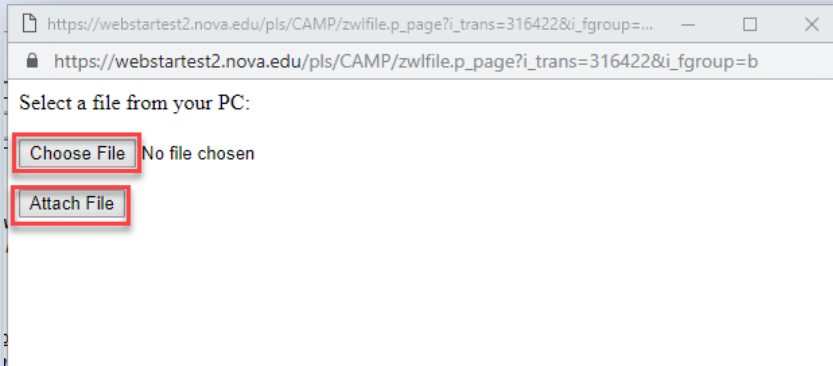 https://webstartest2.nova.edu/pls/CAMP/zwlfile.p_page?i_trans=316422&i_fgroup=...
https://webstartest2.nova.edu/pls/CAMP/zwlfile.p_page?i_trans=316422&i_fgroup=b
Select a file from your PC:
Choose File No file chosen
Attach File